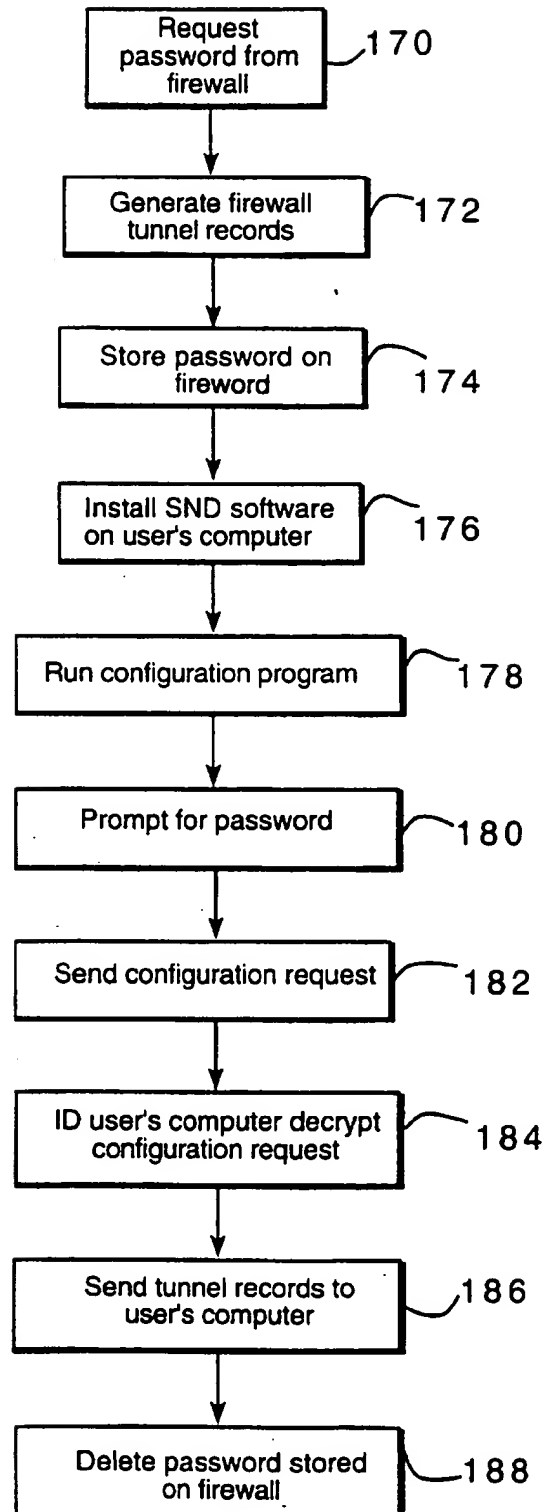 Request
password from
firewall
170
Generate firewall
tunnel records
172
Store password on
fireword
174
Install SND software
on user's computer
176
Run configuration program
178
Prompt for password
180
Send configuration request
182
ID user's computer decrypt
configuration request
184
Send tunnel records to
user's computer
186
Delete password stored
on firewall
188